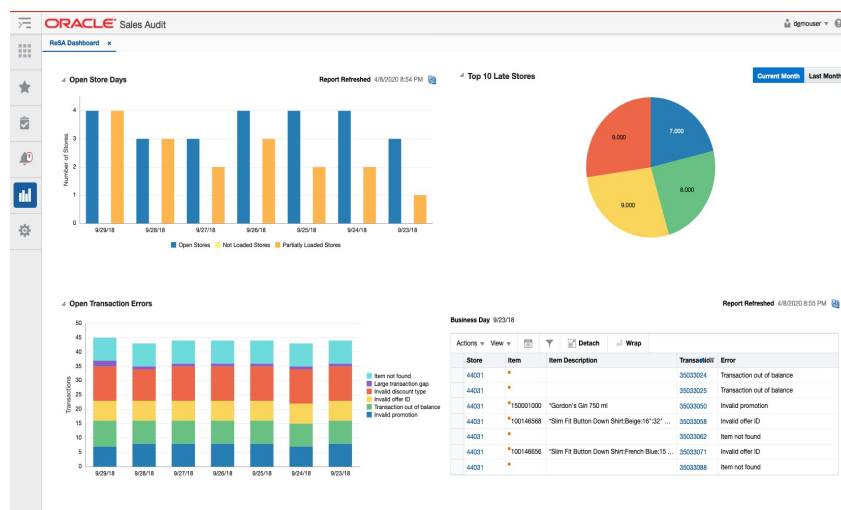 ORACLE Sales Audit
demouser
ReSA Dashboard ×
Open Store Days
Report Refreshed 4/8/2020 8:54 PM
Number of Stores
4
3
2
1
0
9/29/18 9/28/18 9/27/18 9/26/18 9/25/18 9/24/18 9/23/18
Open Stores Not Loaded Stores Partially Loaded Stores
Top 10 Late Stores
Current Month Last Month
9.000
7.000
8.000
9.000
Open Transaction Errors
Transactions
50
45
40
35
30
25
20
15
10
5
0
9/29/18 9/28/18 9/27/18 9/26/18 9/25/18 9/24/18 9/23/18
Item not found
Large transaction gap
Invalid discount type
Invalid offer ID
Transaction out of balance
Invalid promotion
Report Refreshed 4/8/2020 8:55 PM
Business Day 9/23/18
Actions View Detach Wrap
Store Item Item Description Transaction Error
44031 35033024 Transaction out of balance
44031 35033025 Transaction out of balance
44031 150001000 "Gordon's Gin 750 ml 35033050 Invalid promotion
44031 100146568 "Slim Fit Button Down Shirt:Beige:16":32" ... 35033058 Invalid offer ID
44031 35033062 Item not found
44031 100146656 "Slim Fit Button Down Shirt:French Blue:15 ... 35033071 Invalid offer ID
44031 35033088 Item not found